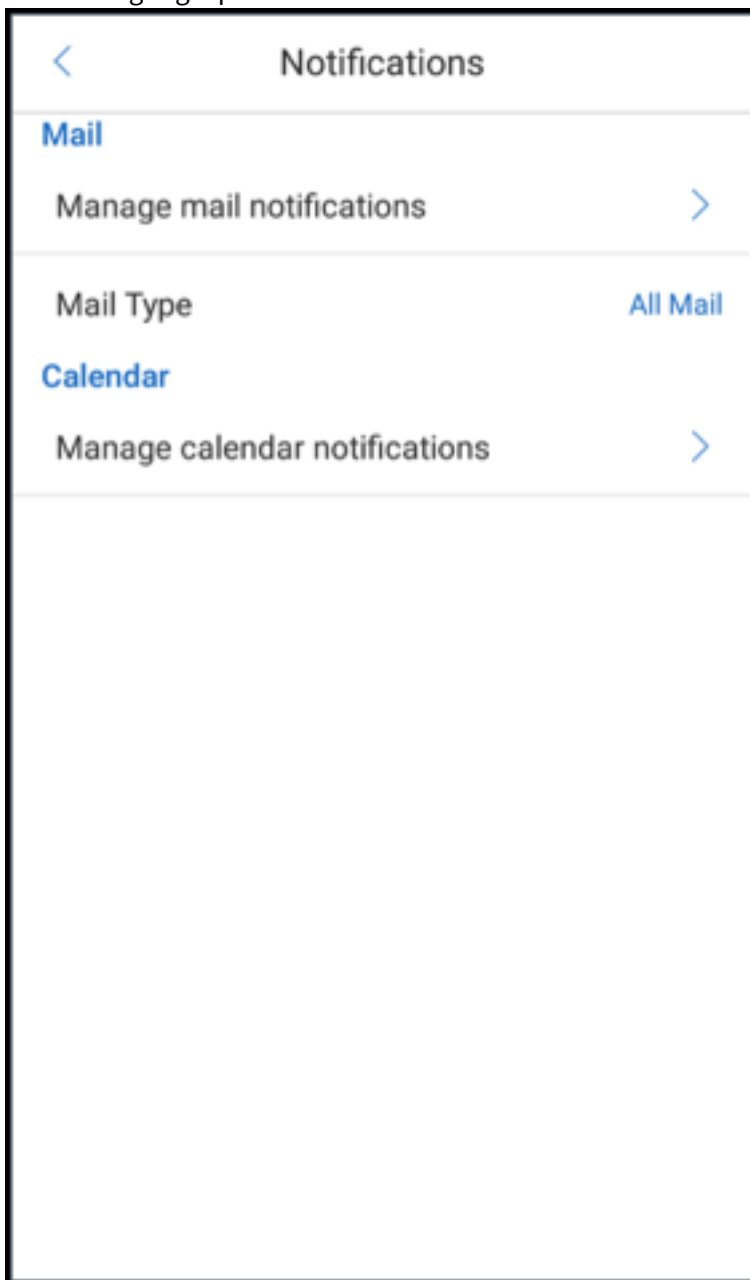 Notifications
Mail
Manage mail notifications
Mail Type All Mail
Calendar
Manage calendar notifications